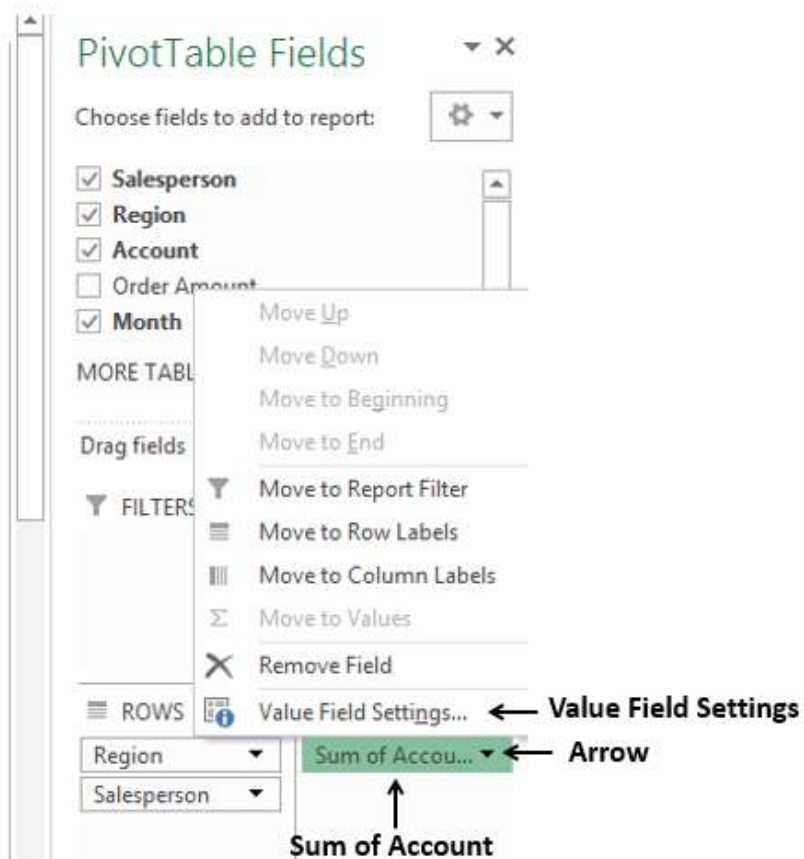 PivotTable Fields
Choose fields to add to report:
Salesperson
Region
Account
Order Amount
Month
Move Up
Move Down
MORE TABL
Move to Beginning
Move to End
Drag fields
Move to Report Filter
FILTERS
Move to Row Labels
Move to Column Labels
Move to Values
Remove Field
ROWS
Value Field Settings...
Value Field Settings
Region
Sum of Accou...
Arrow
Salesperson
Sum of Account